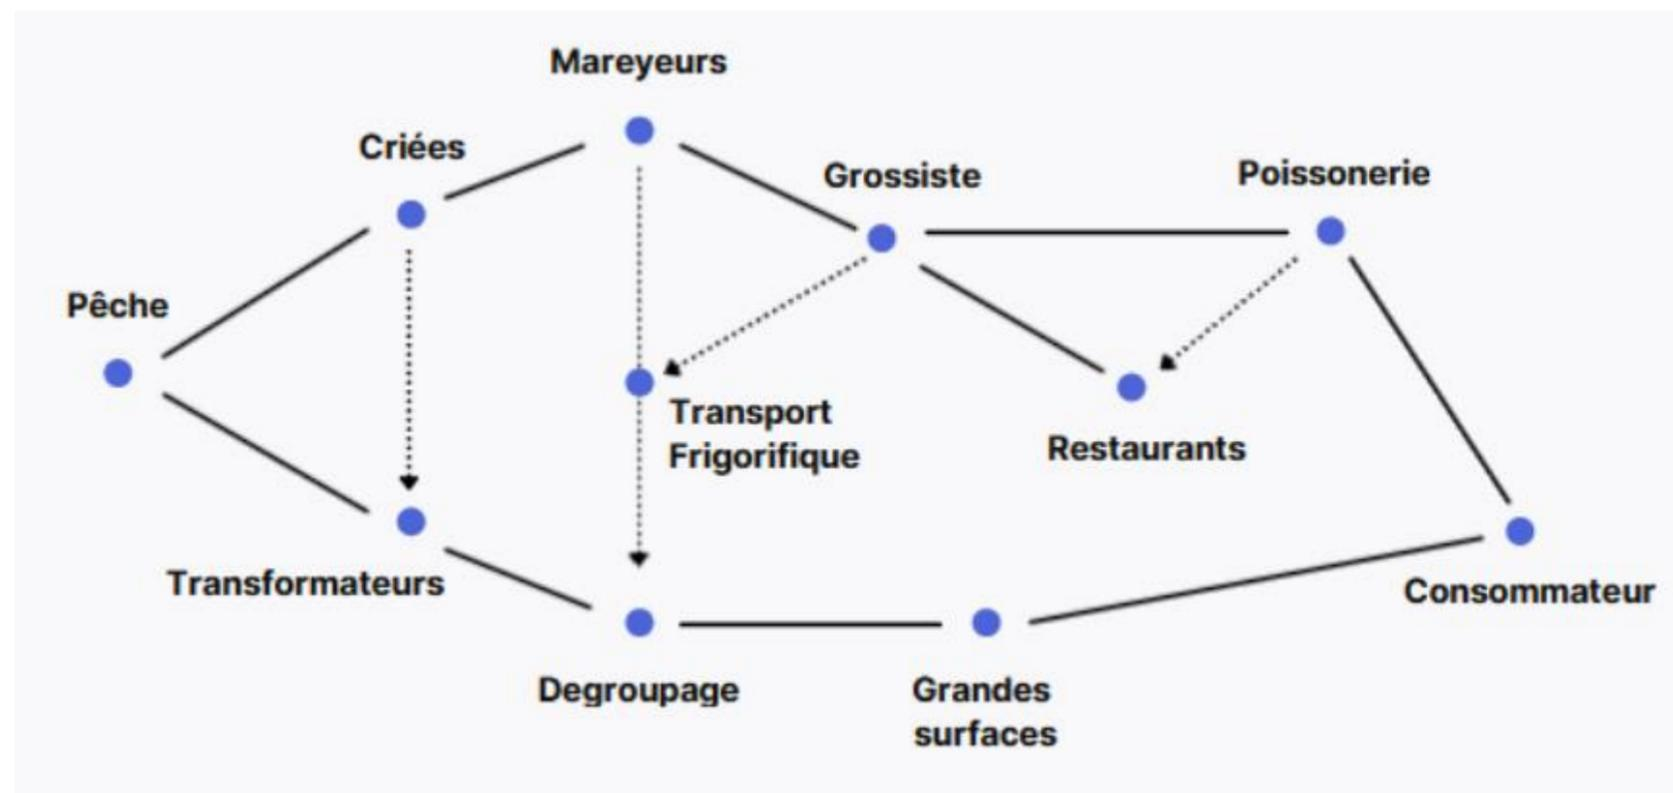 Mareyeurs
Criées
Grossiste
Poissonerie
Pêche
Transport
Frigorifique
Restaurants
Transformateurs
Consommateur
Degroupage
Grandes
surfaces